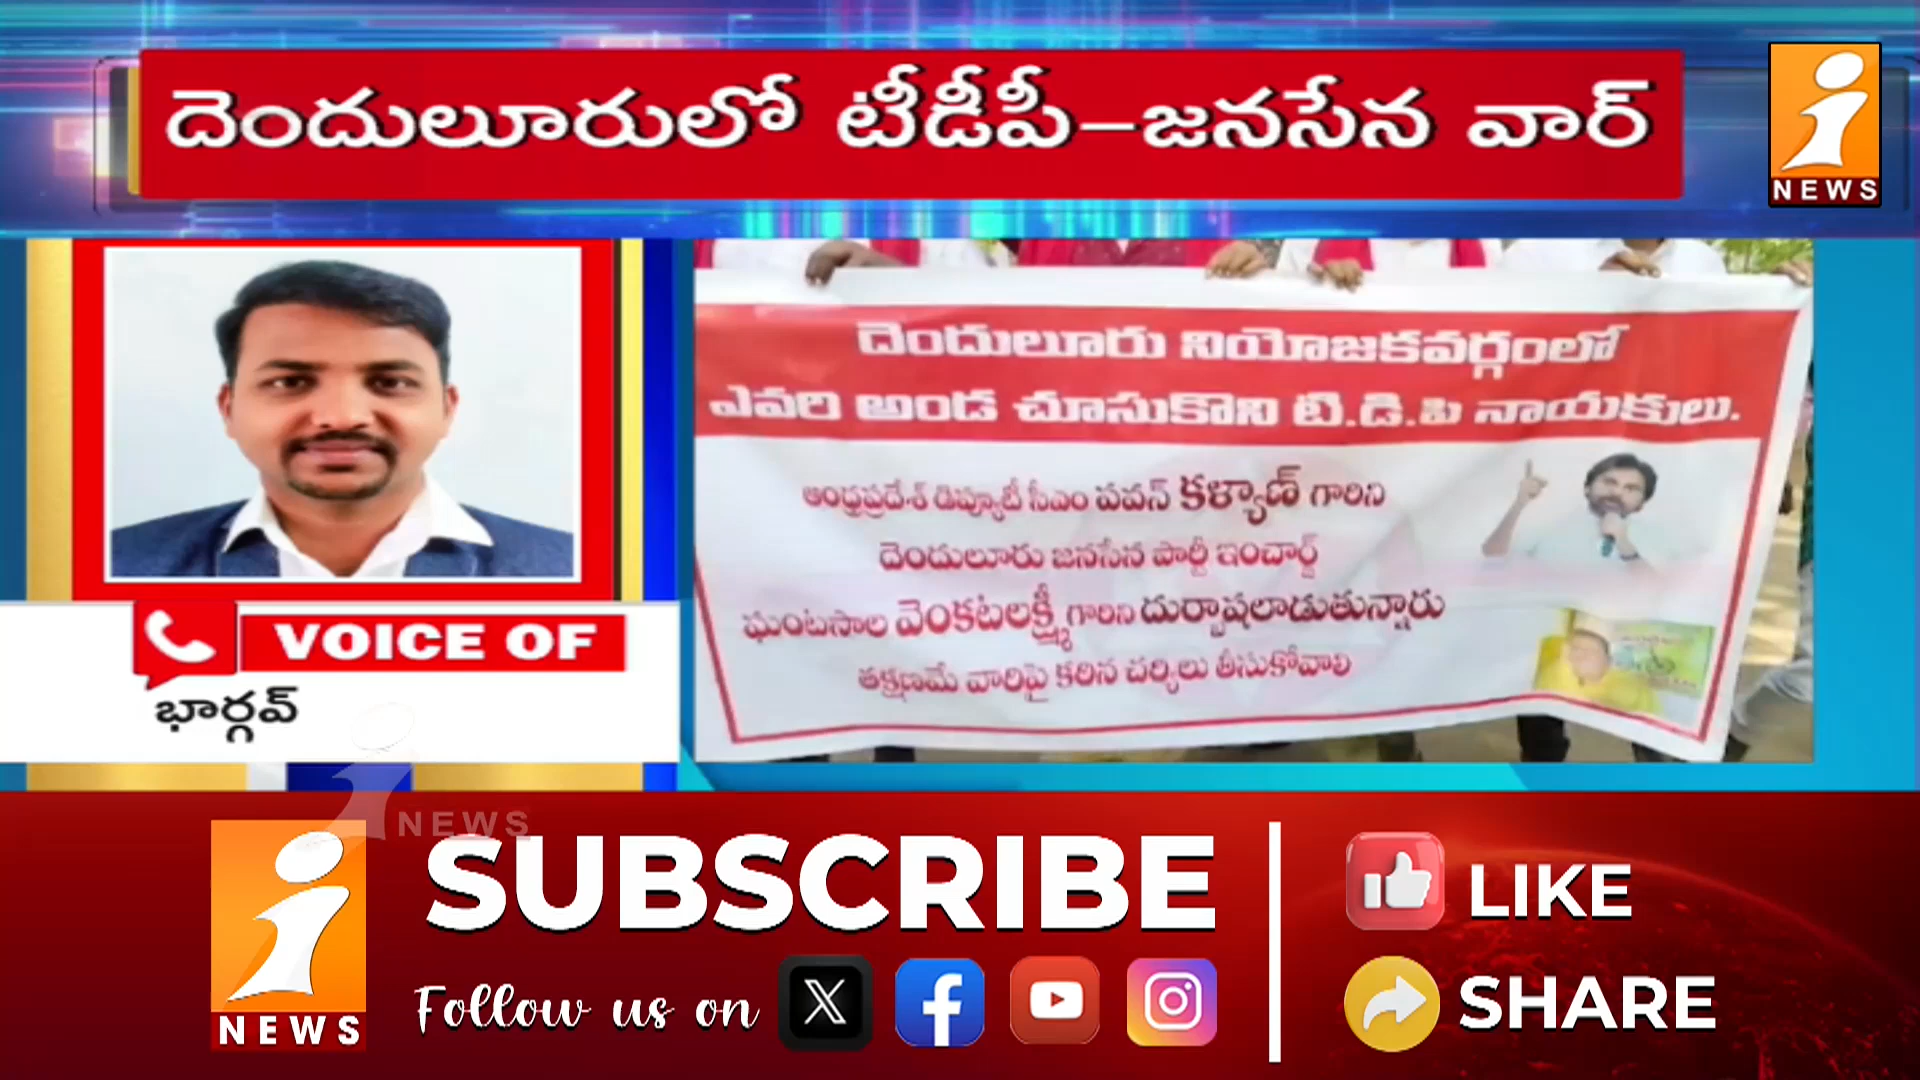 దెందులూరులో టీడీపీ-జనసేన వార్
i
NEWS
దెందులూరు నియోజకవర్గంలో
ఎవరి అండ చూసుకొని టి.డి.పి నాయకులు.
ఆంధ్రప్రదేశ్ డిప్యూటీ సీఎం పవన్ కళ్యాణ్ గారిని
దెందులూరు జనసేన పార్టీ ఇంచార్జ్
ఘంటసాల వెంకటలక్ష్మీ గారిని దుర్బాషలాడుతున్నారు
తక్షణమే వారిపై కఠిన చర్యలు తీసుకోవాలి
VOICE OF
భార్గవ్
i
NEWS
i
NEWS
SUBSCRIBE
Follow us on
LIKE
SHARE